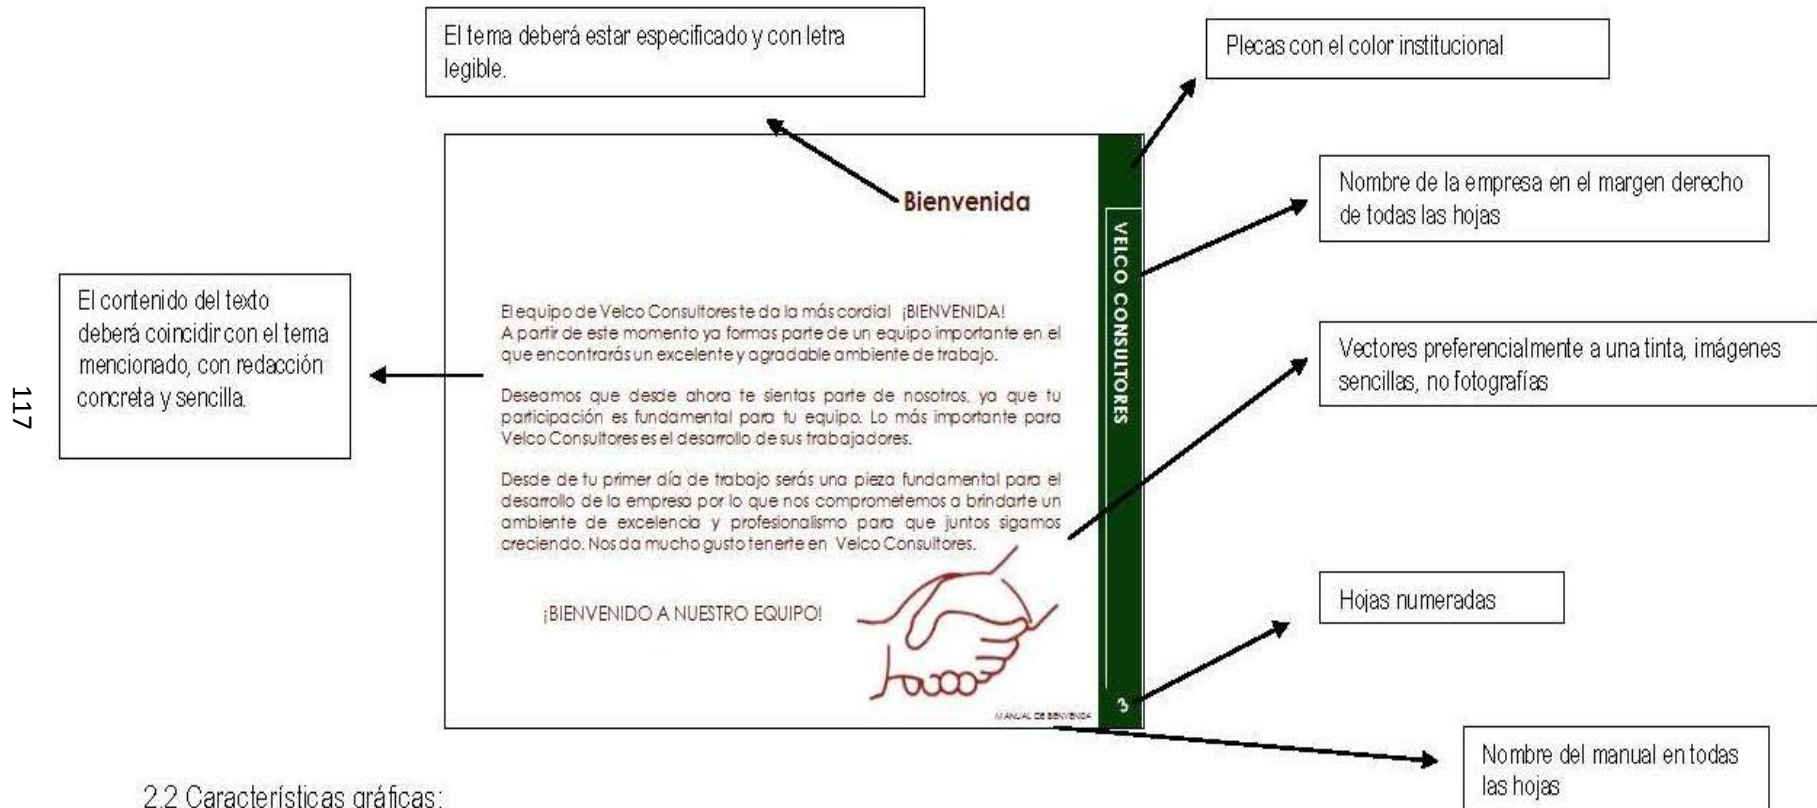 El tema deberá estar especificado y con letra
legible.
Plecas con el color institucional
Nombre de la empresa en el margen derecho
de todas las hojas
Bienvenida
VELCO CONSULTORES
El contenido del texto
deberá coincidir con el tema
mencionado, con redacción
concreta y sencilla.
El equipo de Velco Consultores te da la más cordial ¡BIENVENIDA!
A partir de este momento ya formas parte de un equipo importante en el
que encontrarás un excelente y agradable ambiente de trabajo.
Deseamos que desde ahora te sientas parte de nosotros, ya que tu
participación es fundamental para tu equipo. Lo más importante para
Velco Consultores es el desarrollo de sus trabajadores.
Desde de tu primer día de trabajo serás una pieza fundamental para el
desarrollo de la empresa por lo que nos comprometemos a brindarte un
ambiente de excelencia y profesionalismo para que juntos sigamos
creciendo. Nos da mucho gusto tenerte en Velco Consultores.
¡BIENVENIDO A NUESTRO EQUIPO!
Vectores preferencialmente a una tinta, imágenes
sencillas, no fotografías
Hojas numeradas
3
MANUAL DE BIENVENIDA
Nombre del manual en todas
las hojas
117
2.2 Características gráficas: